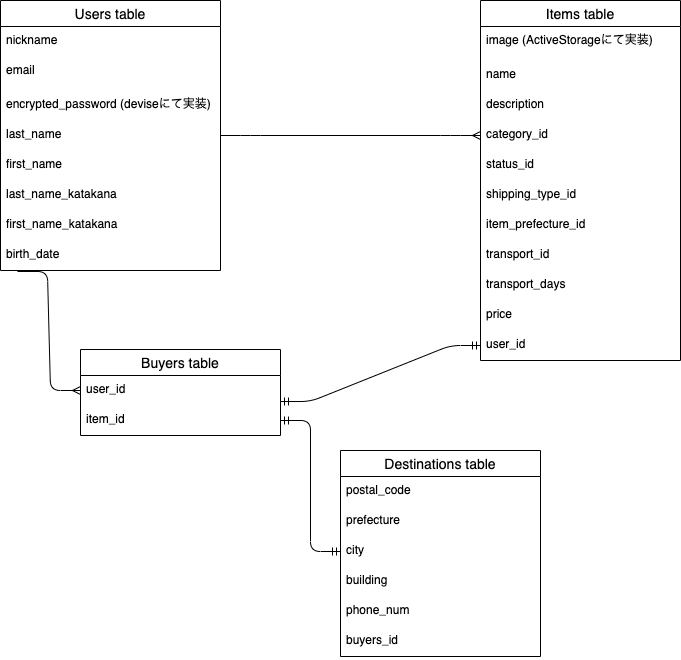 Users table
nickname
email
encrypted_password (deviseにて実装)
last_name
first_name
last_name_katakana
first_name_katakana
birth_date
Items table
image (ActiveStorageにて実装)
name
description
category_id
status_id
shipping_type_id
item_prefecture_id
transport_id
transport_days
price
user_id
Buyers table
user_id
item_id
Destinations table
postal_code
prefecture
city
building
phone_num
buyers_id